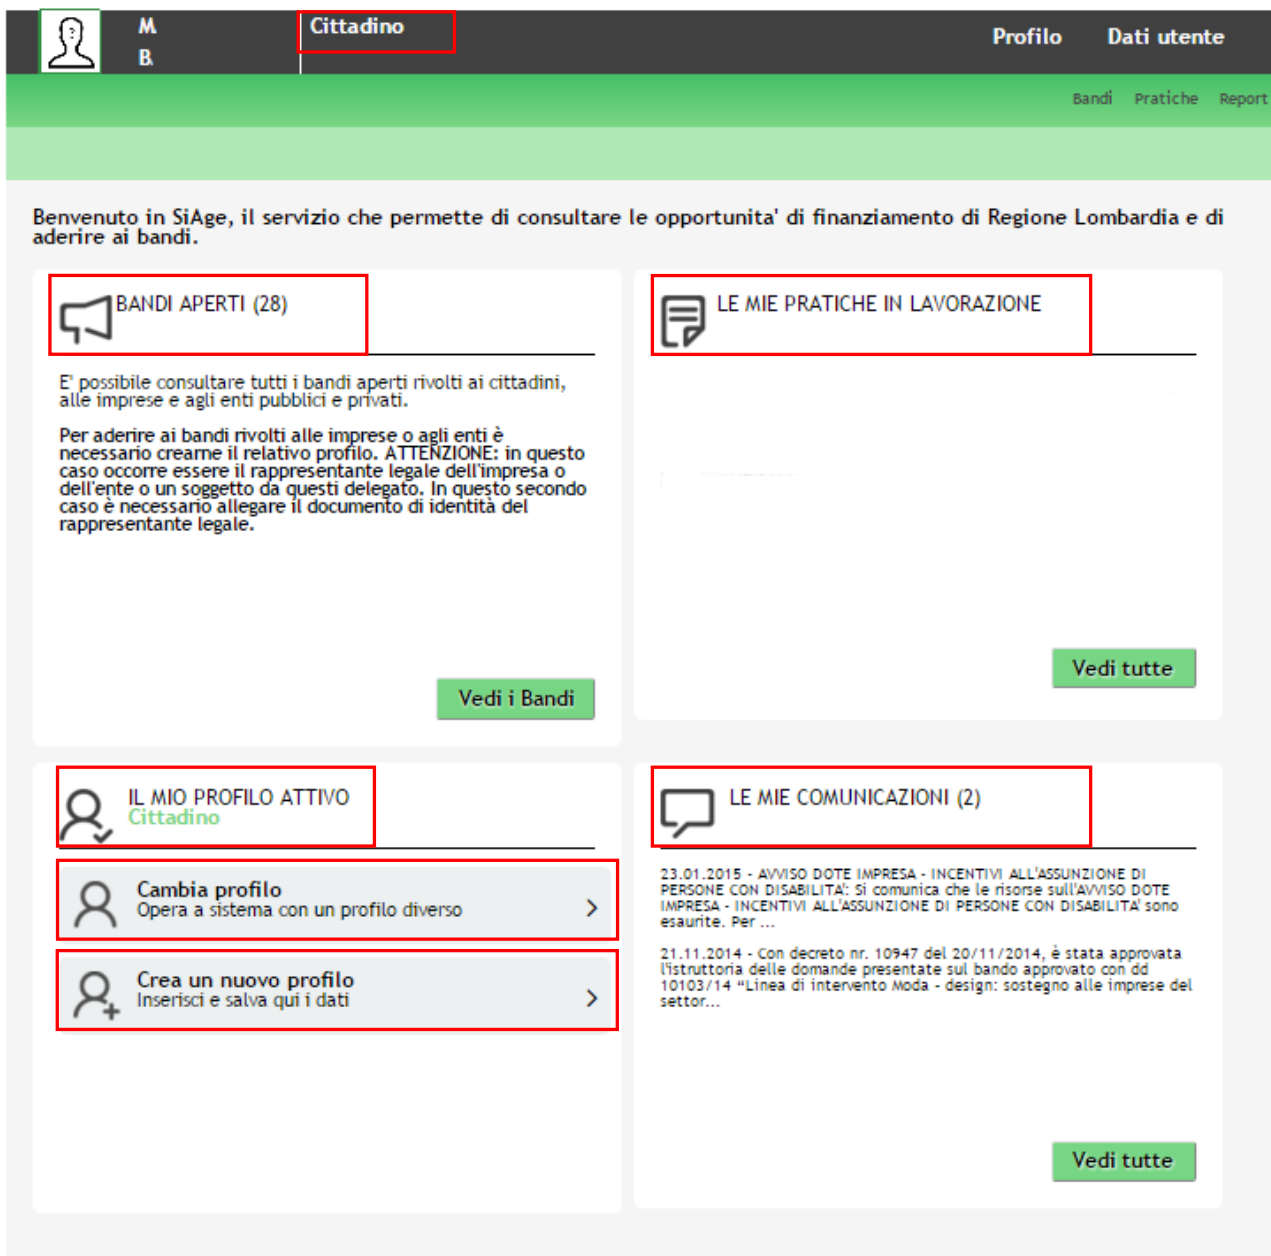 M
B.
Cittadino
Profilo Dati utente
Bandi Pratiche Report
Benvenuto in SiAge, il servizio che permette di consultare le opportunita' di finanziamento di Regione Lombardia e di
aderire ai bandi.
BANDI APERTI (28)
E' possibile consultare tutti i bandi aperti rivolti ai cittadini,
alle imprese e agli enti pubblici e privati.
Per aderire ai bandi rivolti alle imprese o agli enti è
necessario crearne il relativo profilo. ATTENZIONE: in questo
caso occorre essere il rappresentante legale dell'impresa o
dell'ente o un soggetto da questi delegato. In questo secondo
caso è necessario allegare il documento di identità del
rappresentante legale.
Vedi i Bandi
LE MIE PRATICHE IN LAVORAZIONE
Vedi tutte
IL MIO PROFILO ATTIVO
Cittadino
Cambia profilo
Opera a sistema con un profilo diverso
Crea un nuovo profilo
Inserisci e salva qui i dati
LE MIE COMUNICAZIONI (2)
23.01.2015 - AVVISO DOTE IMPRESA - INCENTIVI ALL'ASSUNZIONE DI
PERSONE CON DISABILITA': Si comunica che le risorse sull'AVVISO DOTE
IMPRESA - INCENTIVI ALL'ASSUNZIONE DI PERSONE CON DISABILITA' sono
esaurite. Per ...
21.11.2014 - Con decreto nr. 10947 del 20/11/2014, è stata approvata
l'istruttoria delle domande presentate sul bando approvato con dd
10103/14 “Linea di intervento Moda - design: sostegno alle imprese del
settor...
Vedi tutte